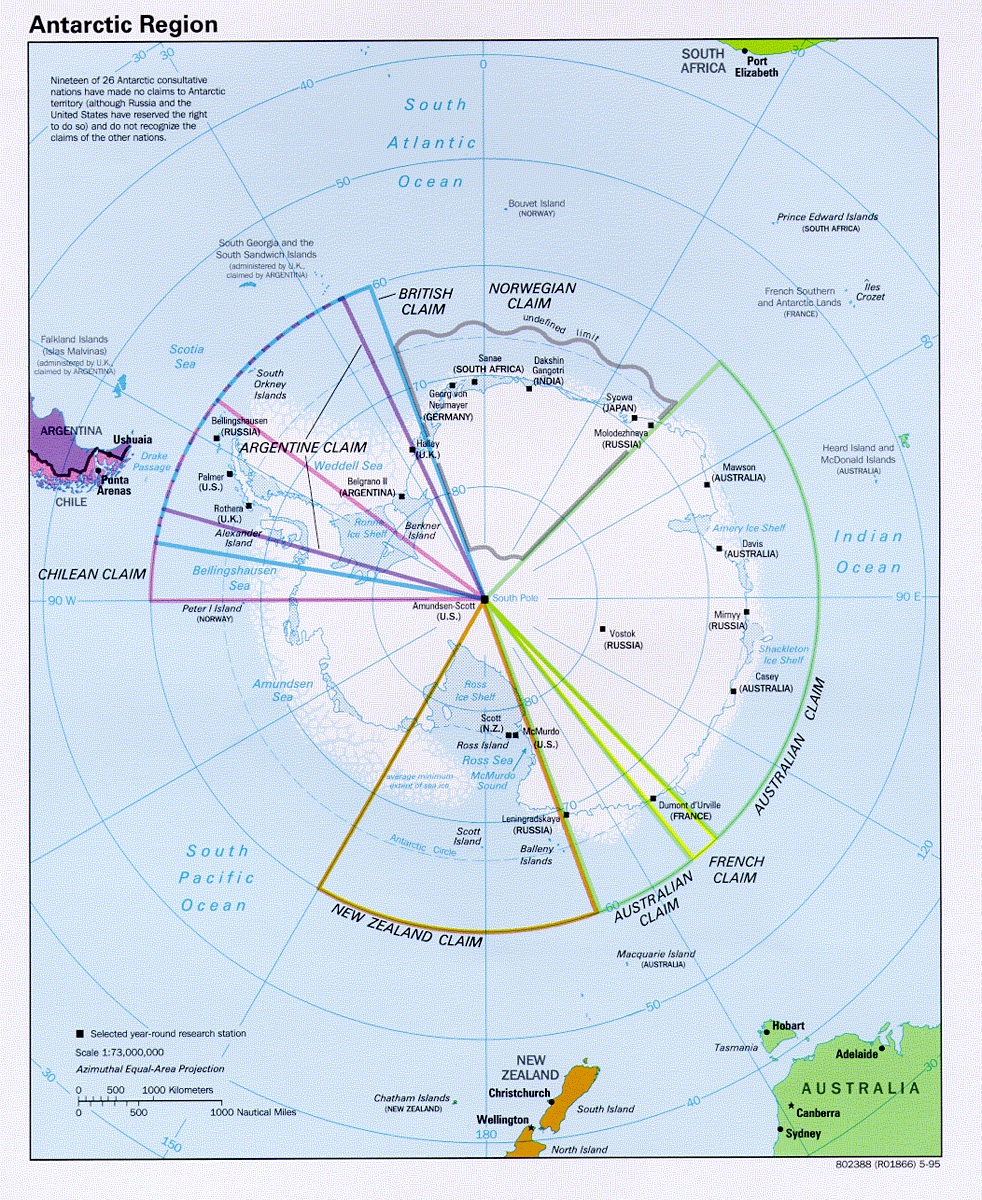 Antarctic Region
Nineteen of 26 Antarctic consultative
nations have made no claims to Antarctic
territory (although Russia and the
United States have reserved the right
to do so) and do not recognize the
claims of the other nations.
30
30
40
0
30
SOUTH
AFRICA
Port
Elizabeth
South
Atlantic
Ocean
50
Bouvet Island
(NORWAY)
Prince Edward Islands
(SOUTH AFRICA)
South Georgia and the
South Sandwich Islands
(administered by U.K.,
claimed by ARGENTINA)
60
BRITISH
CLAIM
NORWEGIAN
CLAIM
undefined limit
French Southern
and Antarctic Lands
(FRANCE)
Îles
Crozet
60
Falkland Islands
(Islas Malvinas)
(administered by U.K.,
claimed by ARGENTINA)
Scotia
Sea
South
Orkney
Islands
70
Sanae
(SOUTH AFRICA)
Dakshin
Gangotri
(INDIA)
Georg von
Neumayer
(GERMANY)
Syowa
(JAPAN)
Molodezhnaya
(RUSSIA)
ARGENTINA
Ushuaia
Drake
Passage
Punta
Arenas
CHILE
Bellingshausen
(RUSSIA)
ARGENTINE CLAIM
Weddell Sea
Halley
(U.K.)
Palmer
(U.S.)
Belgrano II
(ARGENTINA)
80
Mawson
(AUSTRALIA)
Heard Island and
McDonald Islands
(AUSTRALIA)
Rothera
(U.K.)
Alexander
Island
Ronne
Ice Shelf
Berkner
Island
Amery Ice Shelf
Davis
(AUSTRALIA)
Indian
Ocean
CHILEAN CLAIM
Bellingshausen
Sea
90 W
Peter I Island
(NORWAY)
Amundsen-Scott
(U.S.)
South Pole
90 E
Mirnyy
(RUSSIA)
Vostok
(RUSSIA)
Shackleton
Ice Shelf
Casey
(AUSTRALIA)
Amundsen
Sea
Ross
Ice Shelf
80
Scott
(N.Z.)
McMurdo
(U.S.)
Ross Island
Ross Sea
McMurdo
Sound
average minimum
extent of sea ice
AUSTRALIAN CLAIM
70
Leningradskaya
(RUSSIA)
Dumont d'Urville
(FRANCE)
Scott
Island
Balleny
Islands
Antarctic Circle
120
South
Pacific
Ocean
FRENCH
CLAIM
AUSTRALIAN
CLAIM
60
NEW ZEALAND CLAIM
Macquarie Island
(AUSTRALIA)
50
Selected year-round research station
Scale 1:73,000,000
Azimuthal Equal-Area Projection
0 500 1000 Kilometers
0 500 1000 Nautical Miles
30
150
NEW
ZEALAND
Christchurch
Chatham Islands
(NEW ZEALAND)
South Island
Wellington
180
North Island
40
Hobart
Tasmania
Adelaide
30
AUSTRALIA
Canberra
Sydney
802388 (R01866) 5-95